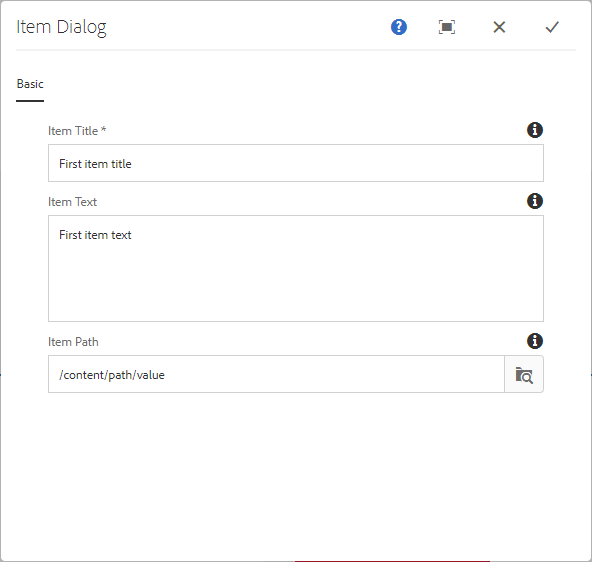 Item Dialog
Basic
Item Title *
First item title
Item Text
First item text
Item Path
/content/path/value